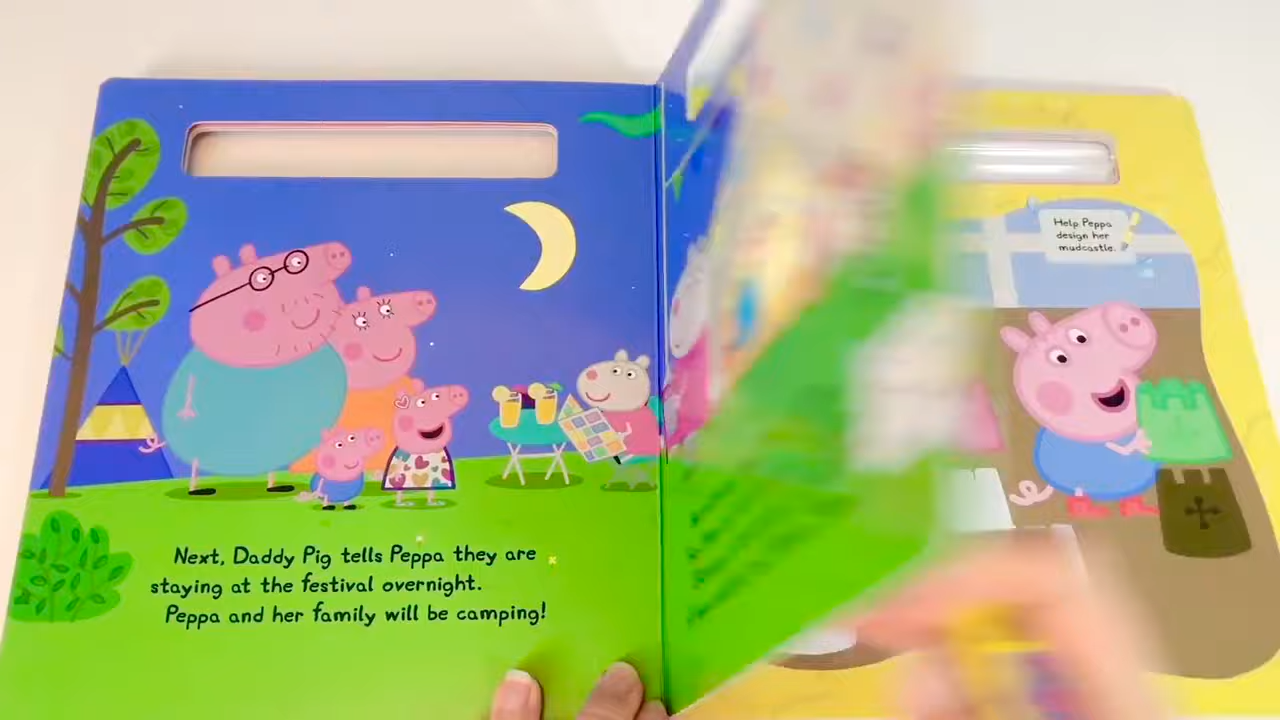 Next, Daddy Pig tells Peppa they are
staying at the festival overnight.
Peppa and her family will be camping!
Help Peppa
design her
mudcastle.